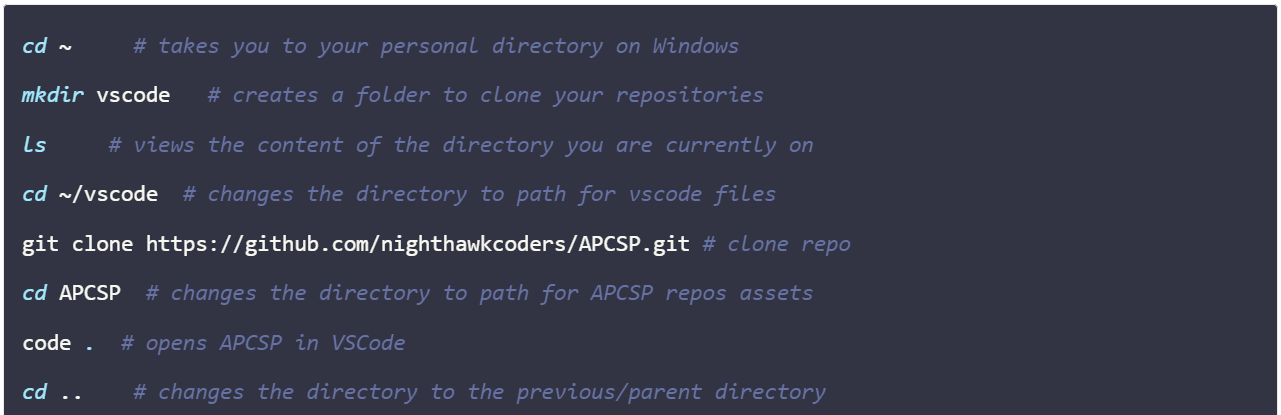 cd ~     # takes you to your personal directory on Windows
mkdir vscode   # creates a folder to clone your repositories
ls     # views the content of the directory you are currently on
cd ~/vscode  # changes the directory to path for vscode files
git clone https://github.com/nighthawkcoders/APCSP.git # clone repo
cd APCSP  # changes the directory to path for APCSP repos assets
code .  # opens APCSP in VSCode
cd ..    # changes the directory to the previous/parent directory